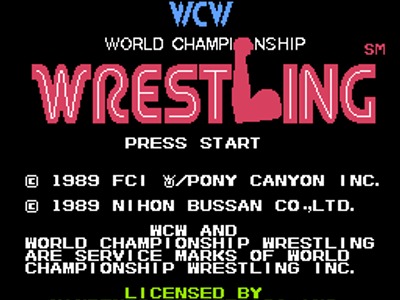 WCW
WORLD CHAMPIONSHIP
SM
WRESTLING
PRESS START
© 1989 FCI /PONY CANYON INC.
© 1989 NIHON BUSSAN CO.,LTD.
WCW AND
WORLD CHAMPIONSHIP WRESTLING
ARE SERVICE MARKS OF WORLD
CHAMPIONSHIP WRESTLING INC.
LICENSED BY